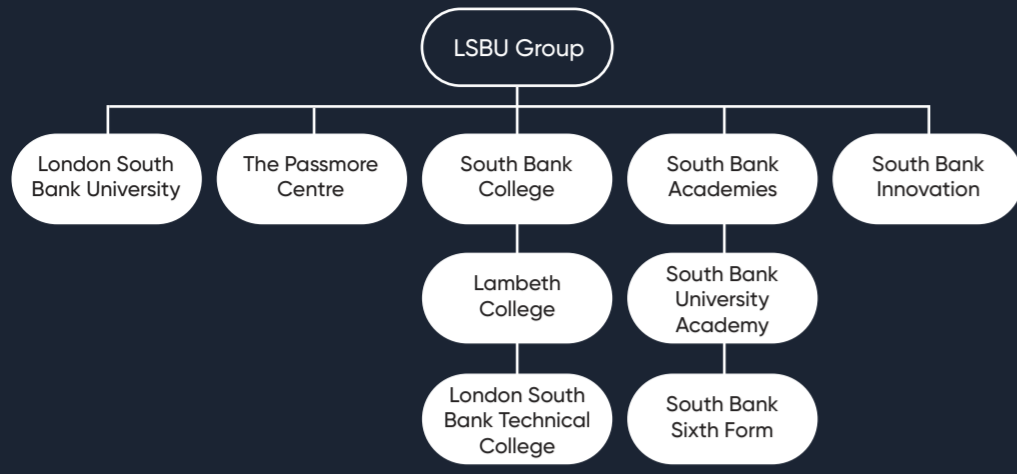 LSBU Group
London South
Bank University
The Passmore
Centre
South Bank
College
South Bank
Academies
South Bank
Innovation
Lambeth
College
South Bank
University
Academy
London South
Bank Technical
College
South Bank
Sixth Form